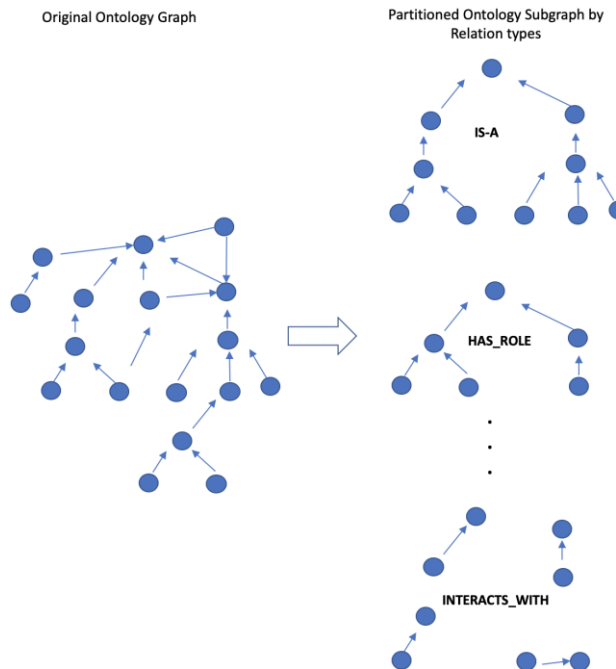 Original Ontology Graph
Partitioned Ontology Subgraph by
Relation types
IS-A
HAS_ROLE
INTERACTS_WITH